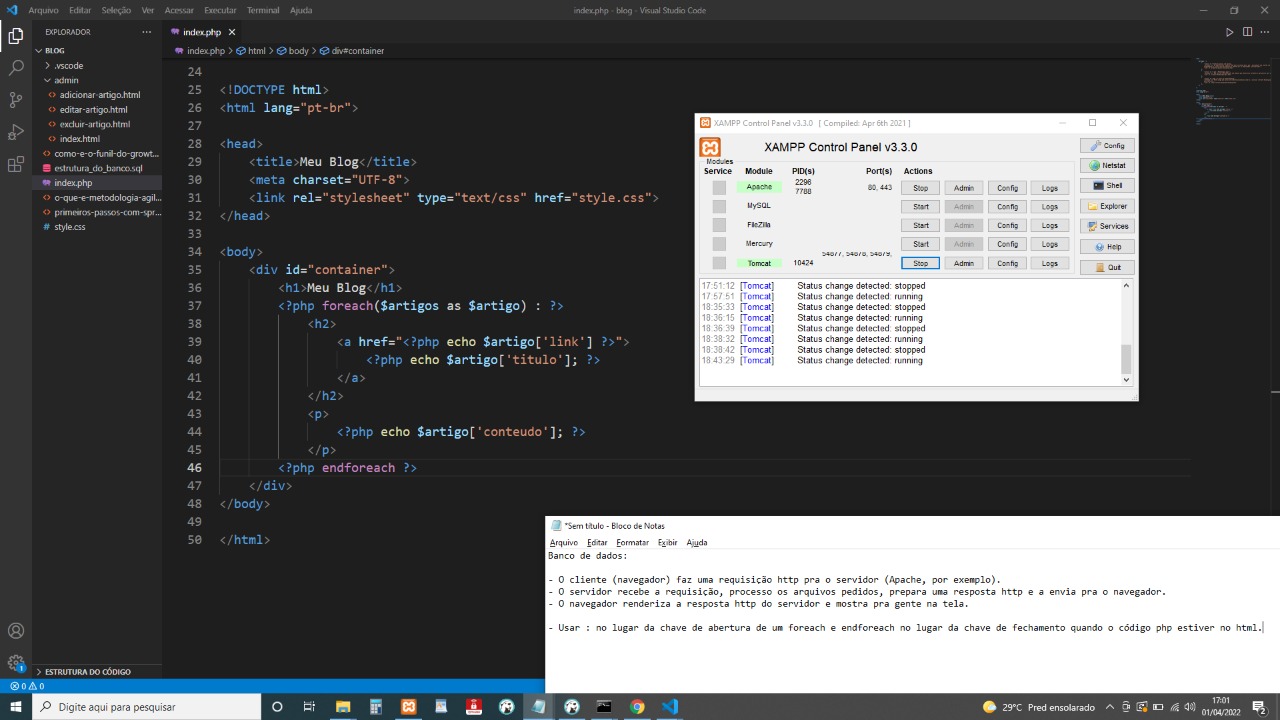 Arquivo Editar Seleção Ver Acessar Executar Terminal Ajuda index.php - blog - Visual Studio Code
EXPLORADOR ··· index.php
BLOG
.vscode
admin
adicionar-artigo.html
editar-artigo.html
excluir-artigo.html
index.html
como-e-o-funil-do-growt...
estrutura_do_banco.sql
index.php
o-que-e-metodologia-agil...
primeiros-passos-com-spr...
style.css
ESTRUTURA DO CÓDIGO
index.php > html > body > div#container
24
25 <!DOCTYPE html>
26 <html lang="pt-br">
27
28 <head>
29 <title>Meu Blog</title>
30 <meta charset="UTF-8">
31 <link rel="stylesheet" type="text/css" href="style.css">
32 </head>
33
34 <body>
35 <div id="container">
36 <h1>Meu Blog</h1>
37 <?php foreach($artigos as $artigo) : ?>
38 <h2>
39 <a href="<?php echo $artigo['link'] ?>">
40 <?php echo $artigo['titulo']; ?>
41 </a>
42 </h2>
43 <p>
44 <?php echo $artigo['conteudo']; ?>
45 </p>
46 <?php endforeach ?>
47 </div>
48 </body>
49
50 </html>
XAMPP Control Panel v3.3.0 [ Compiled: Apr 6th 2021 ]
XAMPP Control Panel v3.3.0 Config
Modules
Service Module PID(s) Port(s) Actions Netstat
Apache 2296 7788 80, 443 Stop Admin Config Logs Shell
MySQL Start Admin Config Logs Explorer
FileZilla Start Admin Config Logs Services
Mercury Start Admin Config Logs Help
Tomcat 10424 54877, 54878, 54879, Stop Admin Config Logs Quit
17:51:12 [Tomcat] Status change detected: stopped
17:57:51 [Tomcat] Status change detected: running
18:35:33 [Tomcat] Status change detected: stopped
18:36:15 [Tomcat] Status change detected: running
18:36:39 [Tomcat] Status change detected: stopped
18:38:32 [Tomcat] Status change detected: running
18:38:42 [Tomcat] Status change detected: stopped
18:43:29 [Tomcat] Status change detected: running
*Sem título - Bloco de Notas
Arquivo Editar Formatar Exibir Ajuda
Banco de dados:
- O cliente (navegador) faz uma requisição http pra o servidor (Apache, por exemplo).
- O servidor recebe a requisição, processo os arquivos pedidos, prepara uma resposta http e a envia pra o navegador.
- O navegador renderiza a resposta http do servidor e mostra pra gente na tela.
- Usar : no lugar da chave de abertura de um foreach e endforeach no lugar da chave de fechamento quando o código php estiver no html.
1
0 0
Digite aqui para pesquisar
29°C Pred ensolarado
17:01
01/04/2022
2